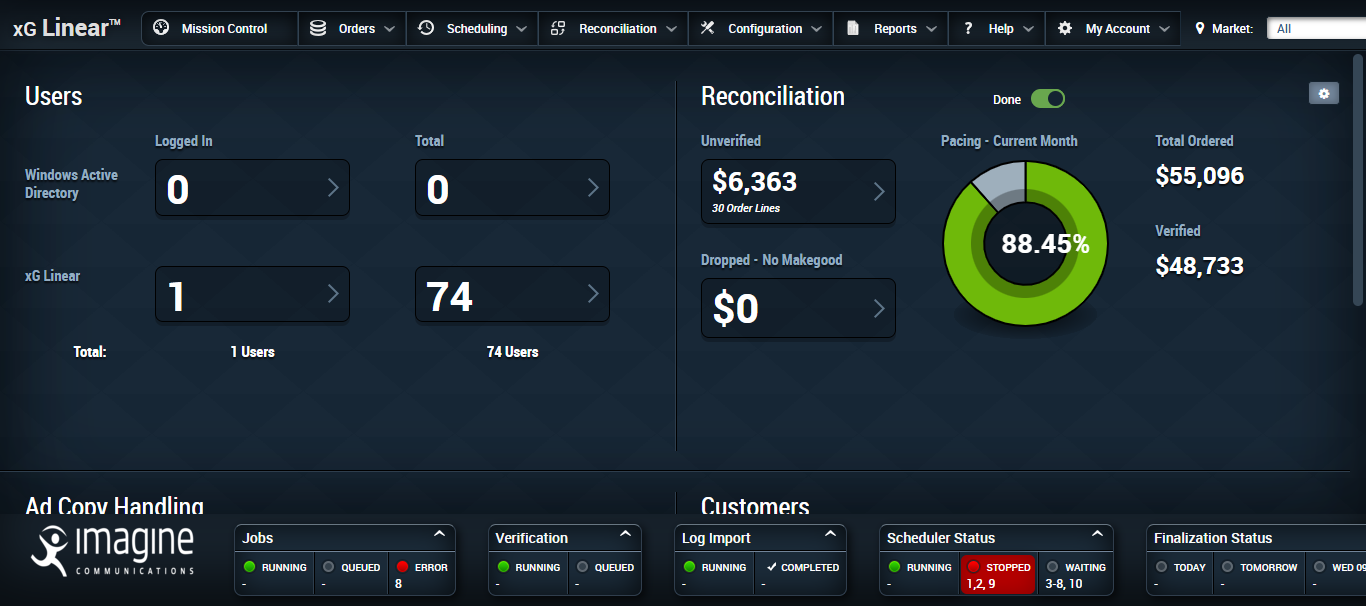 xG Linear™
Mission Control
Orders
Scheduling
Reconciliation
Configuration
Reports
? Help
My Account
Market:
All
Users
Logged In
Total
Windows Active
Directory
0
0
xG Linear
1
74
Total:
1 Users
74 Users
Reconciliation
Done
Unverified
$6,363
30 Order Lines
Dropped - No Makegood
$0
Pacing - Current Month
88.45%
Total Ordered
$55,096
Verified
$48,733
Ad Copy Handling
Customers
imagine
COMMUNICATIONS
Jobs
RUNNING
-
QUEUED
-
ERROR
8
Verification
RUNNING
-
QUEUED
-
Log Import
RUNNING
-
COMPLETED
-
Scheduler Status
RUNNING
-
STOPPED
1,2, 9
WAITING
3-8, 10
Finalization Status
TODAY
-
TOMORROW
-
WED 09
-